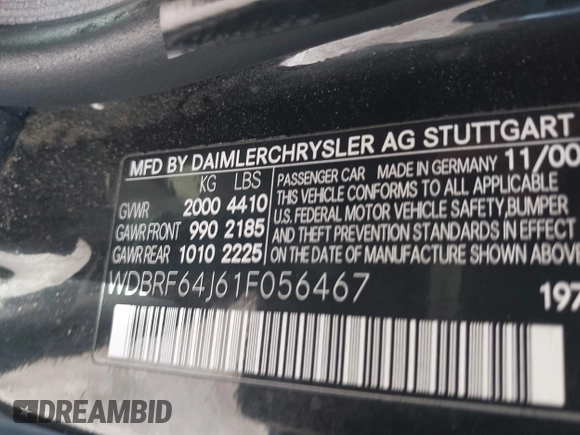 MFD BY DAIMLERCHRYSLER AG STUTTGART
KG LBS
GVWR 2000 4410
GAWR FRONT 990 2185
GAWR REAR 1010 2225
PASSENGER CAR MADE IN GERMANY 11/00
THIS VEHICLE CONFORMS TO ALL APPLICABLE
U.S. FEDERAL MOTOR VEHICLE SAFETY, BUMPER
AND THEFT PREVENTION STANDARDS IN EFFECT
ON THE DATE OF MANUFACTURE SHOWN ABOVE
WDBRF64J61F056467
197
DREAMBID